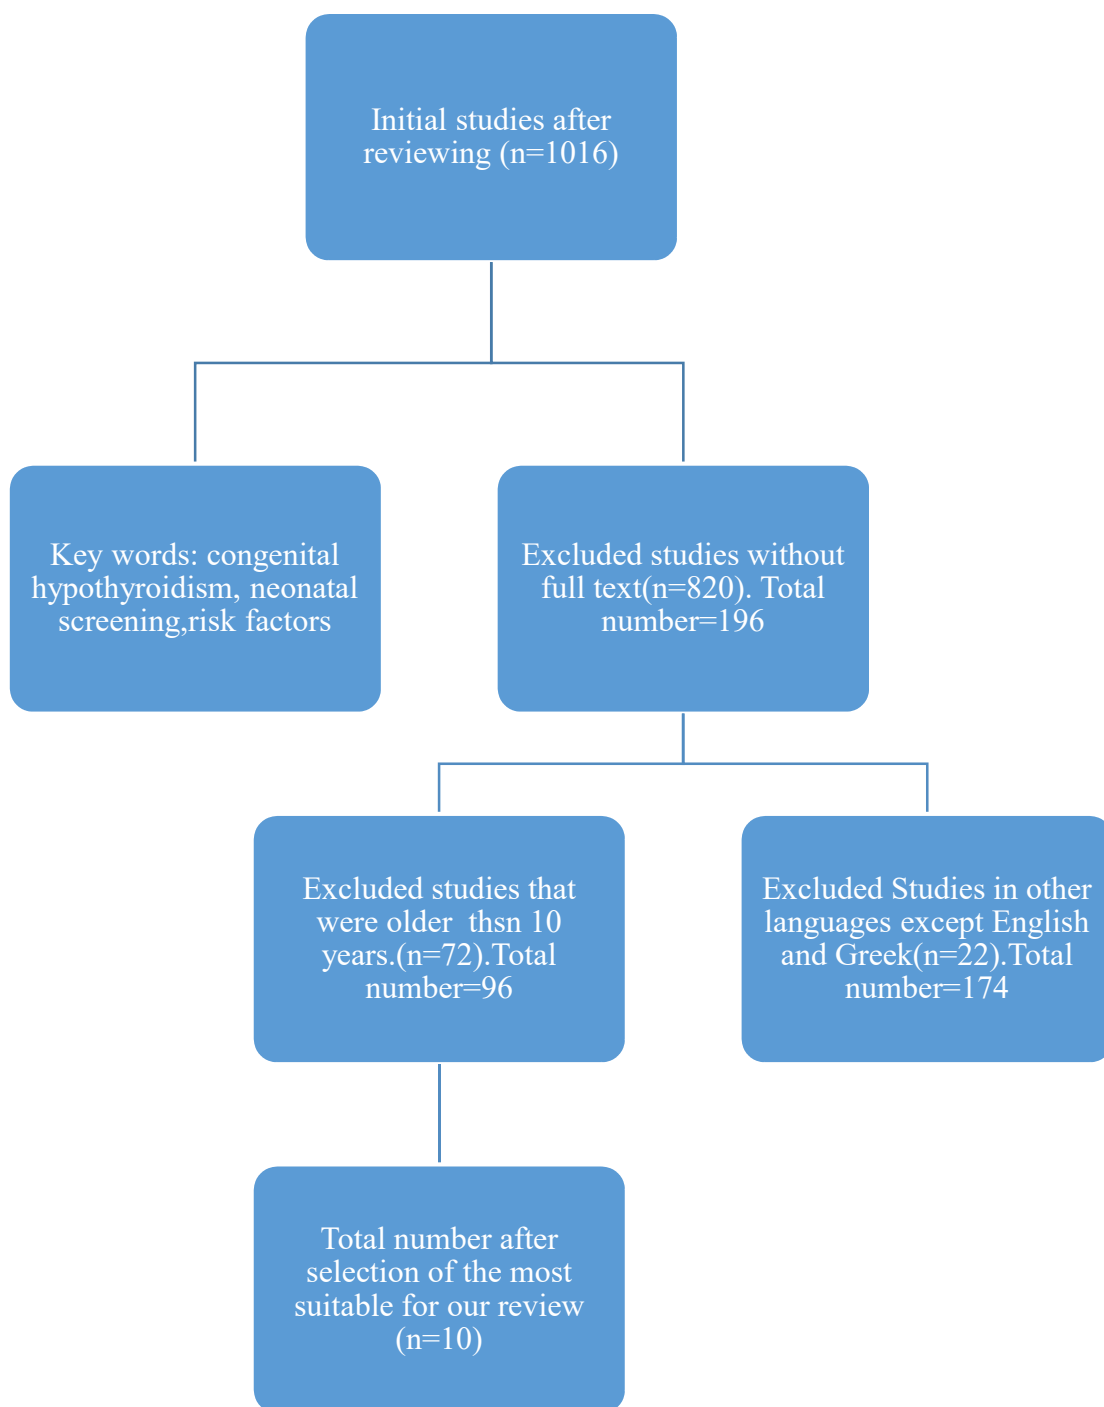 Initial studies after
reviewing (n=1016)
Key words: congenital
hypothyroidism, neonatal
screening,risk factors
Excluded studies without
full text(n=820). Total
number=196
Excluded studies that
were older thsn 10
years.(n=72).Total
number=96
Excluded Studies in other
languages except English
and Greek(n=22).Total
number=174
Total number after
selection of the most
suitable for our review
(n=10)